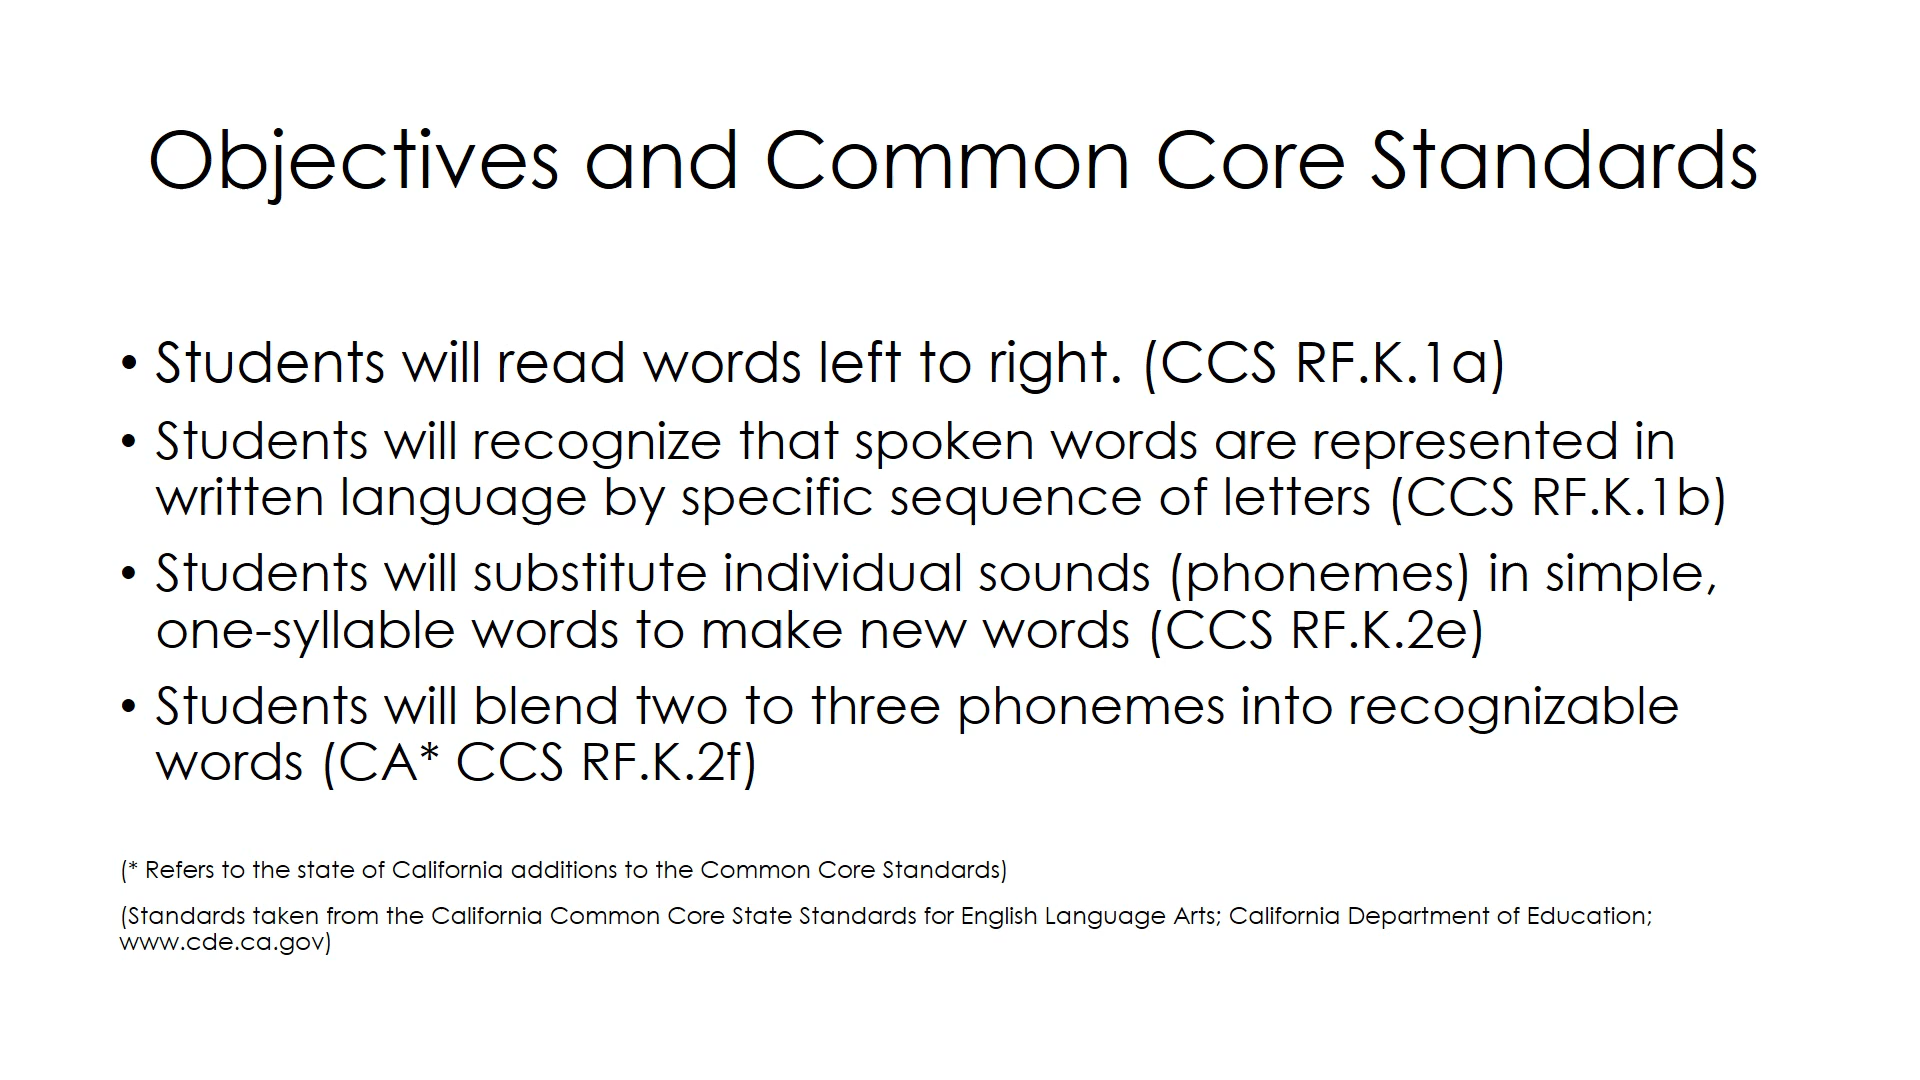 Objectives and Common Core Standards
• Students will read words left to right. (CCS RF.K.1a)
• Students will recognize that spoken words are represented in
written language by specific sequence of letters (CCS RF.K.1b)
• Students will substitute individual sounds (phonemes) in simple,
one-syllable words to make new words (CCS RF.K.2e)
• Students will blend two to three phonemes into recognizable
words (CA* CCS RF.K.2f)
(* Refers to the state of California additions to the Common Core Standards)
(Standards taken from the California Common Core State Standards for English Language Arts; California Department of Education;
www.cde.ca.gov)